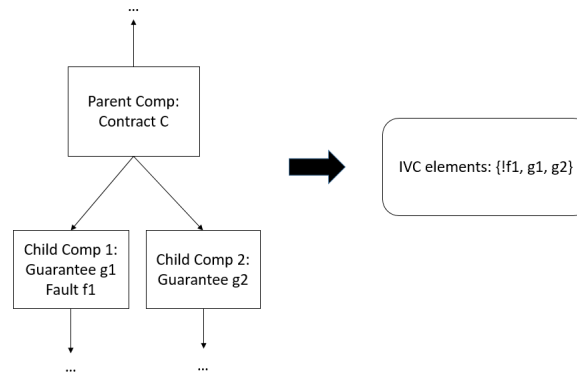 ...
Parent Comp:
Contract C
IVC elements: {!f1, g1, g2}
Child Comp 1:
Guarantee g1
Fault f1
Child Comp 2:
Guarantee g2
...
...